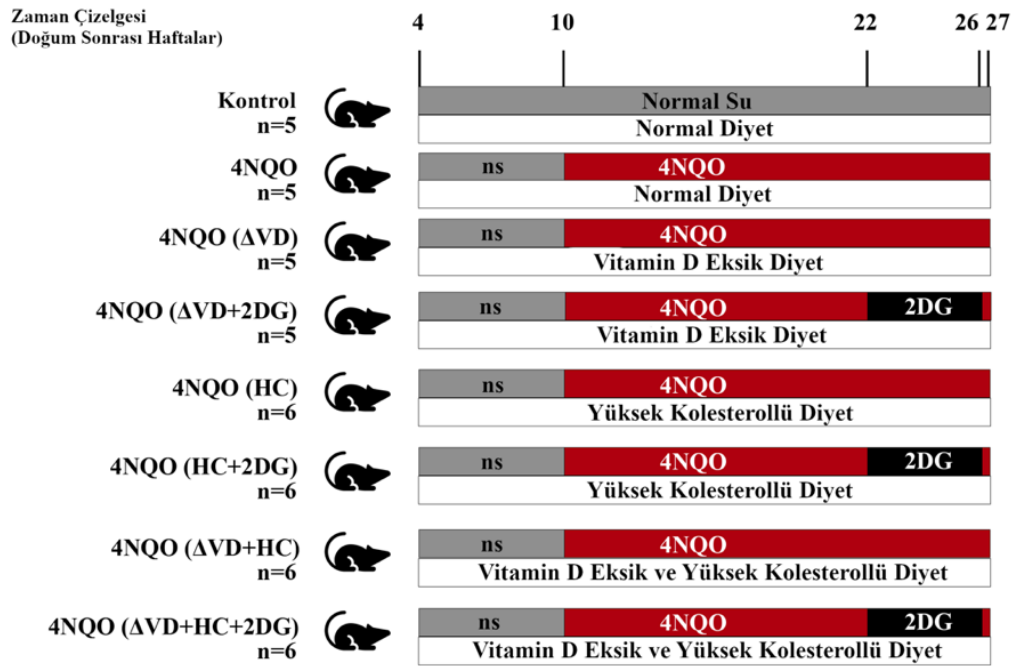 Zaman Çizelgesi
(Doğum Sonrası Haftalar)
4 10 22 26 27
Kontrol
n=5
Normal Su
Normal Diyet
4NQO
n=5
ns 4NQO
Normal Diyet
4NQO (ΔVD)
n=5
ns 4NQO
Vitamin D Eksik Diyet
4NQO (ΔVD+2DG)
n=5
ns 4NQO 2DG
Vitamin D Eksik Diyet
4NQO (HC)
n=6
ns 4NQO
Yüksek Kolesterollü Diyet
4NQO (HC+2DG)
n=6
ns 4NQO 2DG
Yüksek Kolesterollü Diyet
4NQO (ΔVD+HC)
n=6
ns 4NQO
Vitamin D Eksik ve Yüksek Kolesterollü Diyet
4NQO (ΔVD+HC+2DG)
n=6
ns 4NQO 2DG
Vitamin D Eksik ve Yüksek Kolesterollü Diyet